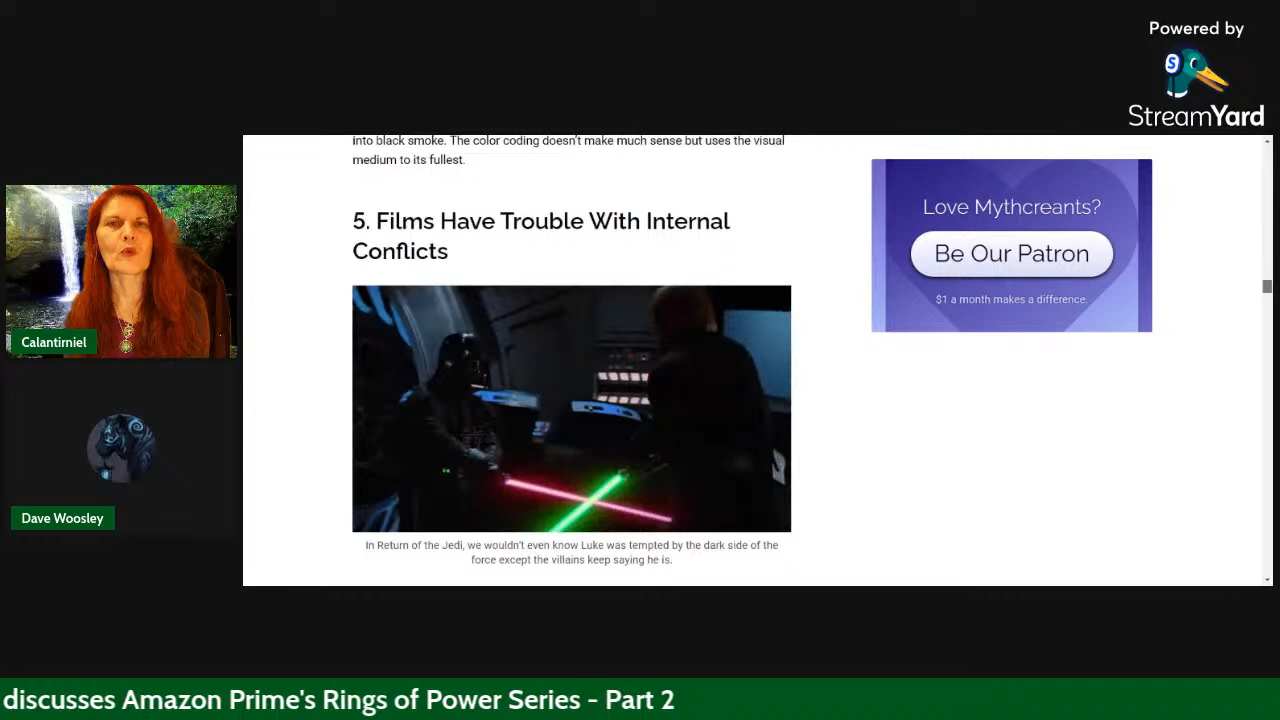 Powered by
S
StreamYard
into black smoke. The color coding doesn't make much sense but uses the visual
medium to its fullest.
5. Films Have Trouble With Internal
Conflicts
In Return of the Jedi, we wouldn't even know Luke was tempted by the dark side of the
force except the villains keep saying he is.
Love Mythcreants?
Be Our Patron
$1 a month makes a difference.
Calantirniel
Dave Woosley
discusses Amazon Prime's Rings of Power Series - Part 2